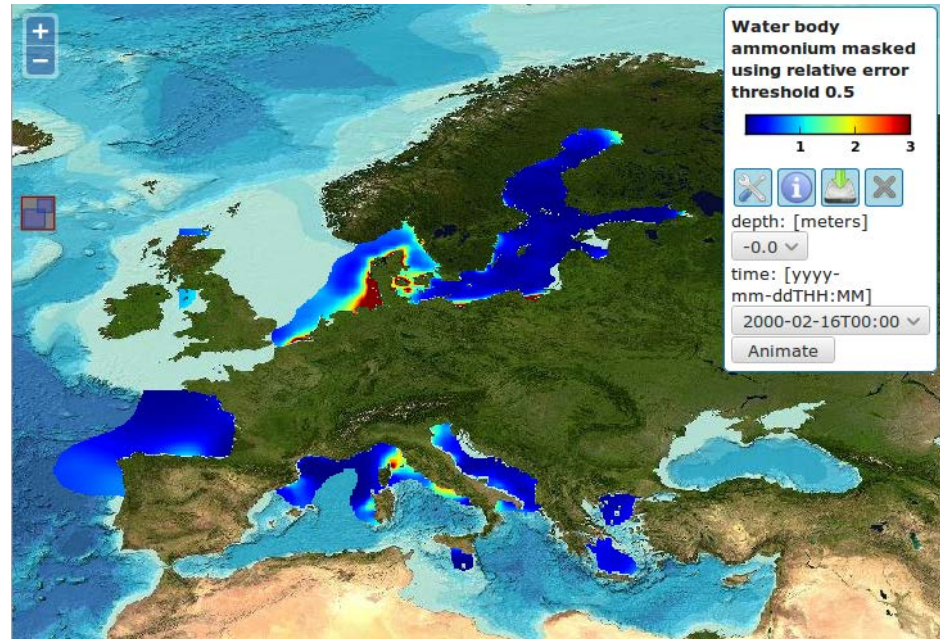 +
−
Water body
ammonium masked
using relative error
threshold 0.5
1 2 3
depth: [meters]
-0.0
time: [yyyy-
mm-ddTHH:MM]
2000-02-16T00:00
Animate